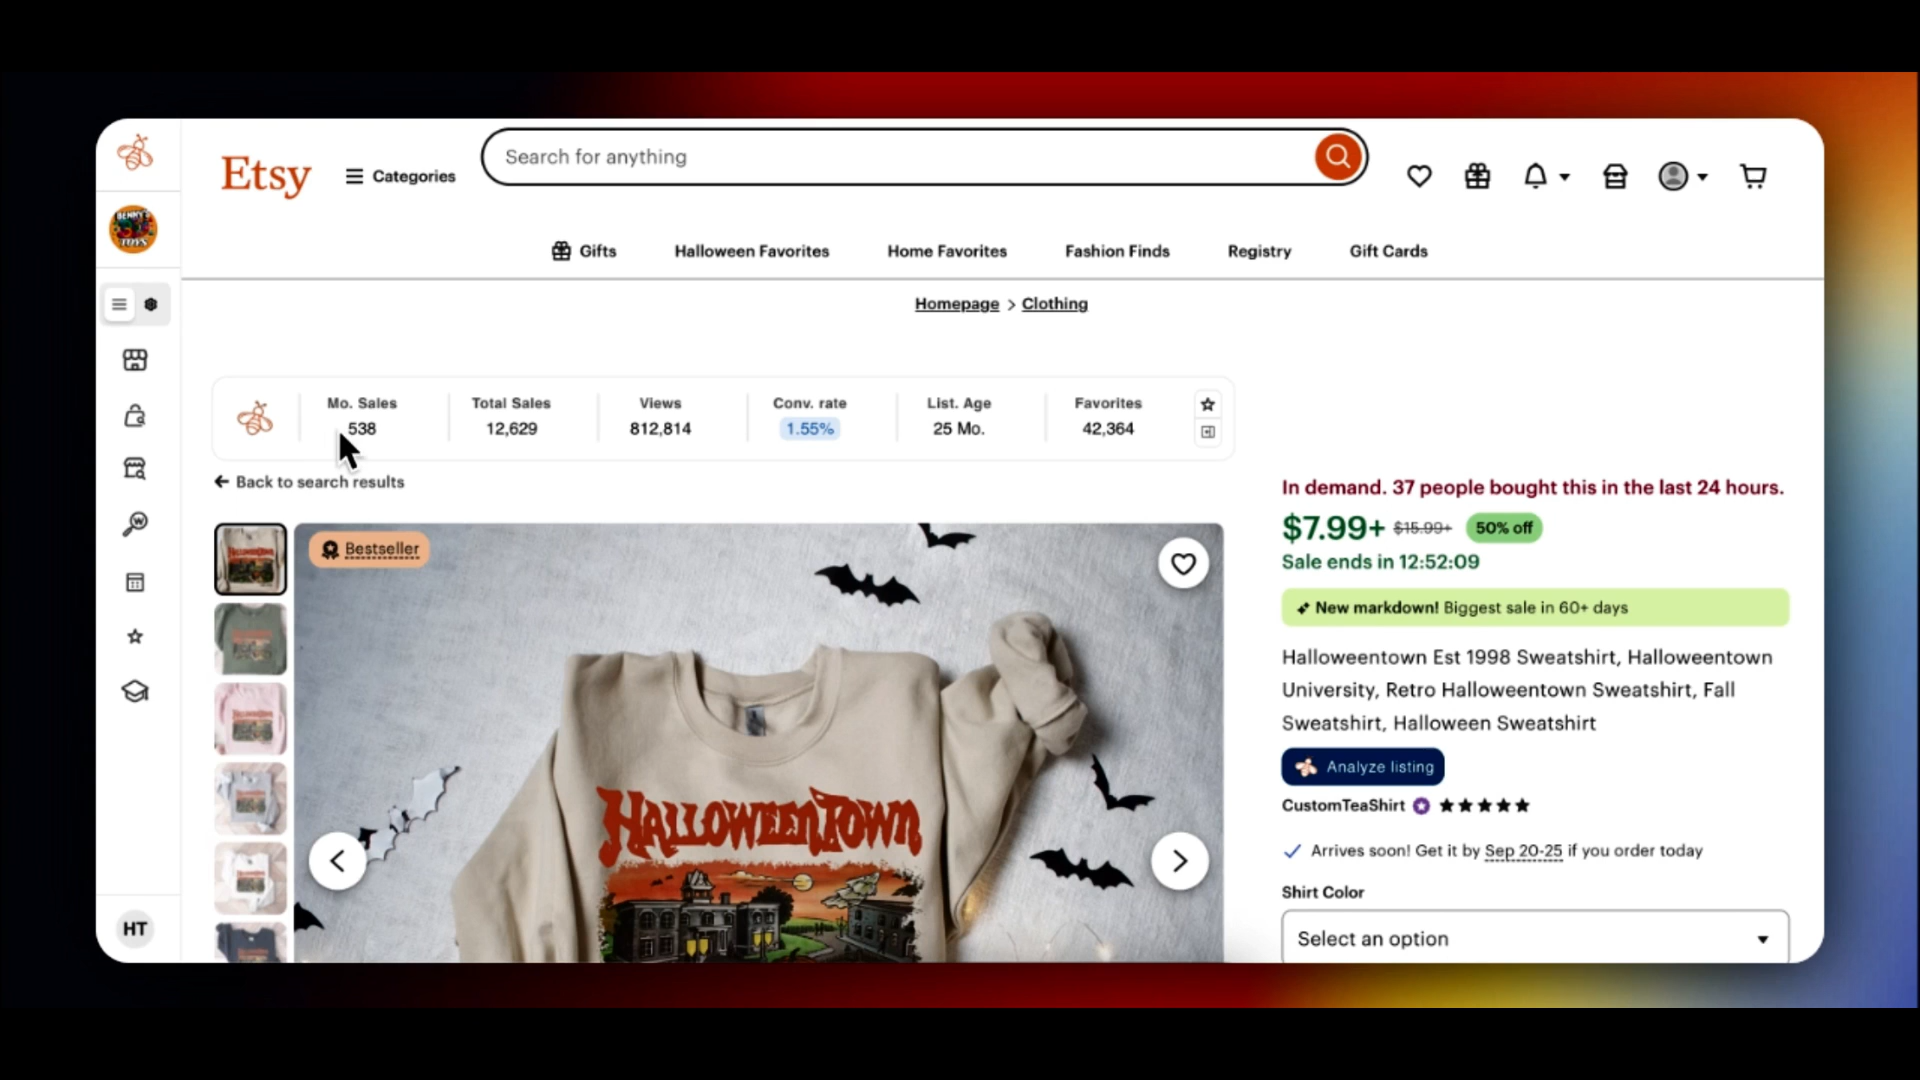 Etsy
Categories
Search for anything
BENNY'S
TOYS
Gifts
Halloween Favorites
Home Favorites
Fashion Finds
Registry
Gift Cards
Homepage > Clothing
Mo. Sales
538
Total Sales
12,629
Views
812,814
Conv. rate
1.55%
List. Age
25 Mo.
Favorites
42,364
Back to search results
Bestseller
HALLOWEENTOWN
In demand. 37 people bought this in the last 24 hours.
$7.99+ $15.99+ 50% off
Sale ends in 12:52:09
New markdown! Biggest sale in 60+ days
Halloweentown Est 1998 Sweatshirt, Halloweentown
University, Retro Halloweentown Sweatshirt, Fall
Sweatshirt, Halloween Sweatshirt
Analyze listing
CustomTeaShirt
Arrives soon! Get it by Sep 20-25 if you order today
Shirt Color
Select an option
HT